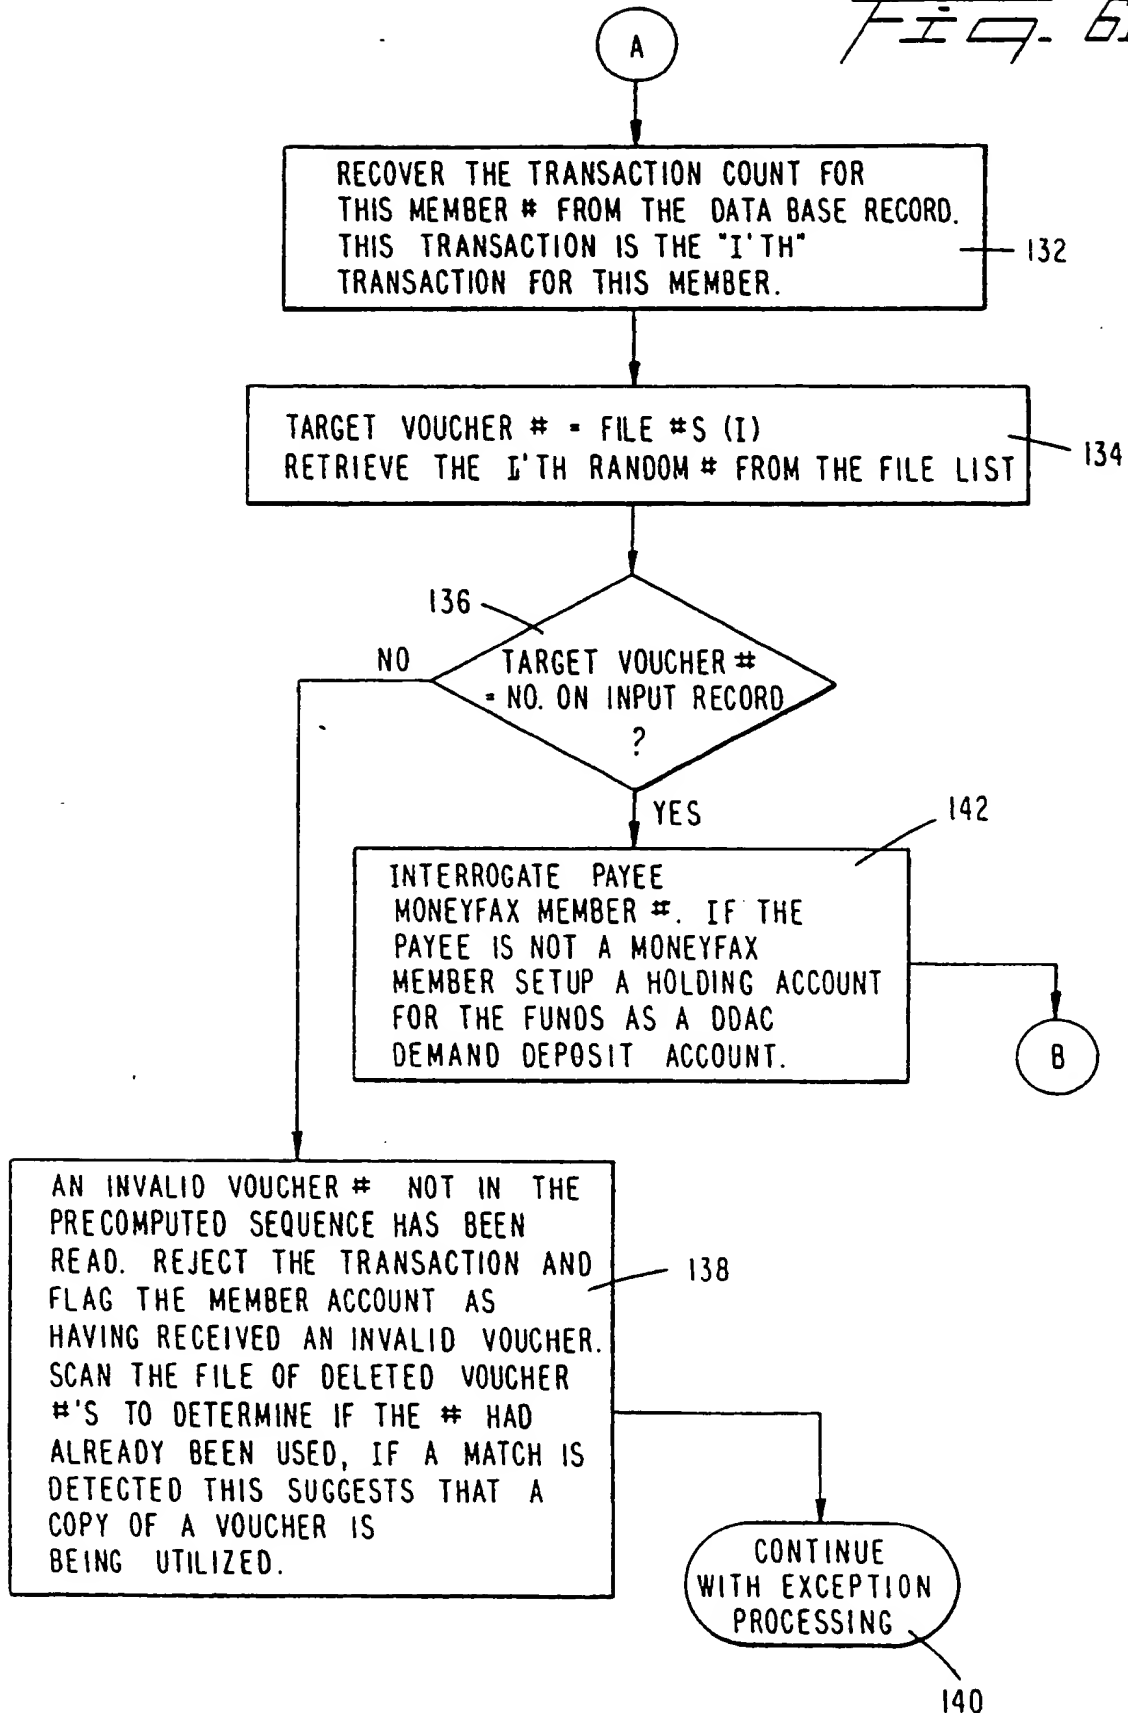 Fig. 6
A
RECOVER THE TRANSACTION COUNT FOR
THIS MEMBER # FROM THE DATA BASE RECORD.
THIS TRANSACTION IS THE "I'TH"
TRANSACTION FOR THIS MEMBER.
132
TARGET VOUCHER # = FILE #S (I)
RETRIEVE THE I'TH RANDOM # FROM THE FILE LIST
134
136
NO
TARGET VOUCHER #
= NO. ON INPUT RECORD
?
YES
142
INTERROGATE PAYEE
MONEYFAX MEMBER #. IF THE
PAYEE IS NOT A MONEYFAX
MEMBER SETUP A HOLDING ACCOUNT
FOR THE FUNDS AS A DDAC
DEMAND DEPOSIT ACCOUNT.
B
AN INVALID VOUCHER # NOT IN THE
PRECOMPUTED SEQUENCE HAS BEEN
READ. REJECT THE TRANSACTION AND
FLAG THE MEMBER ACCOUNT AS
HAVING RECEIVED AN INVALID VOUCHER.
SCAN THE FILE OF DELETED VOUCHER
#'S TO DETERMINE IF THE # HAD
ALREADY BEEN USED, IF A MATCH IS
DETECTED THIS SUGGESTS THAT A
COPY OF A VOUCHER IS
BEING UTILIZED.
138
CONTINUE
WITH EXCEPTION
PROCESSING
140